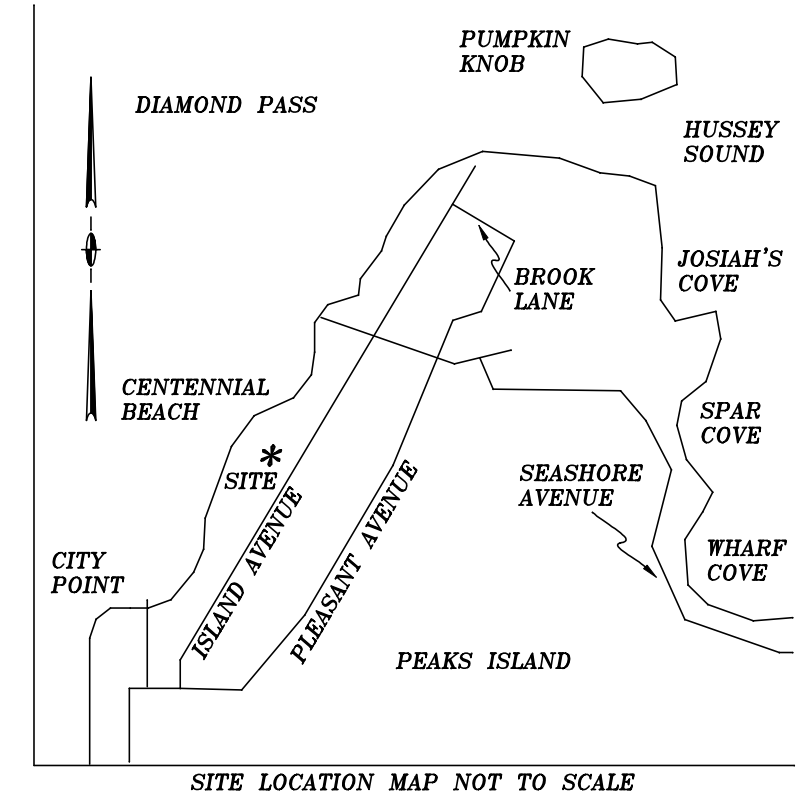 PUMPKIN
KNOB
DIAMOND PASS
HUSSEY
SOUND
JOSIAH'S
COVE
BROOK
LANE
CENTENNIAL
BEACH
SPAR
COVE
* SITE
SEASHORE
AVENUE
ISLAND AVENUE
PLEASANT AVENUE
CITY
POINT
WHARF
COVE
PEAKS ISLAND
SITE LOCATION MAP NOT TO SCALE